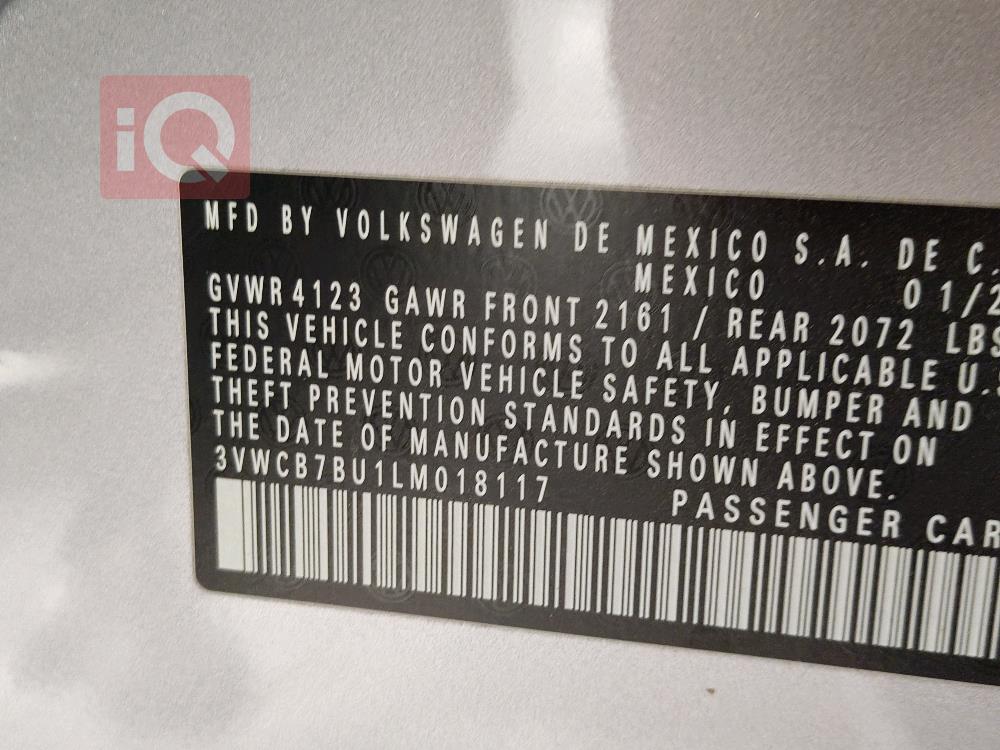 iQ
MFD BY VOLKSWAGEN DE MEXICO S.A. DE C.
MEXICO 01/2
GVWR 4123 GAWR FRONT 2161 / REAR 2072 LBS
THIS VEHICLE CONFORMS TO ALL APPLICABLE U.S
FEDERAL MOTOR VEHICLE SAFETY, BUMPER AND
THEFT PREVENTION STANDARDS IN EFFECT ON
THE DATE OF MANUFACTURE SHOWN ABOVE.
3VWCB7BU1LM018117 PASSENGER CAR